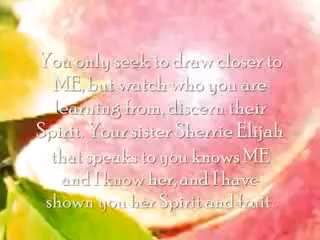 You only seek to draw closer to
ME, but watch who you are
learning from, discern their
Spirit. Your sister Sherrie Elijah
that speaks to you knows ME
and I know her, and I have
shown you her Spirit and fruit.